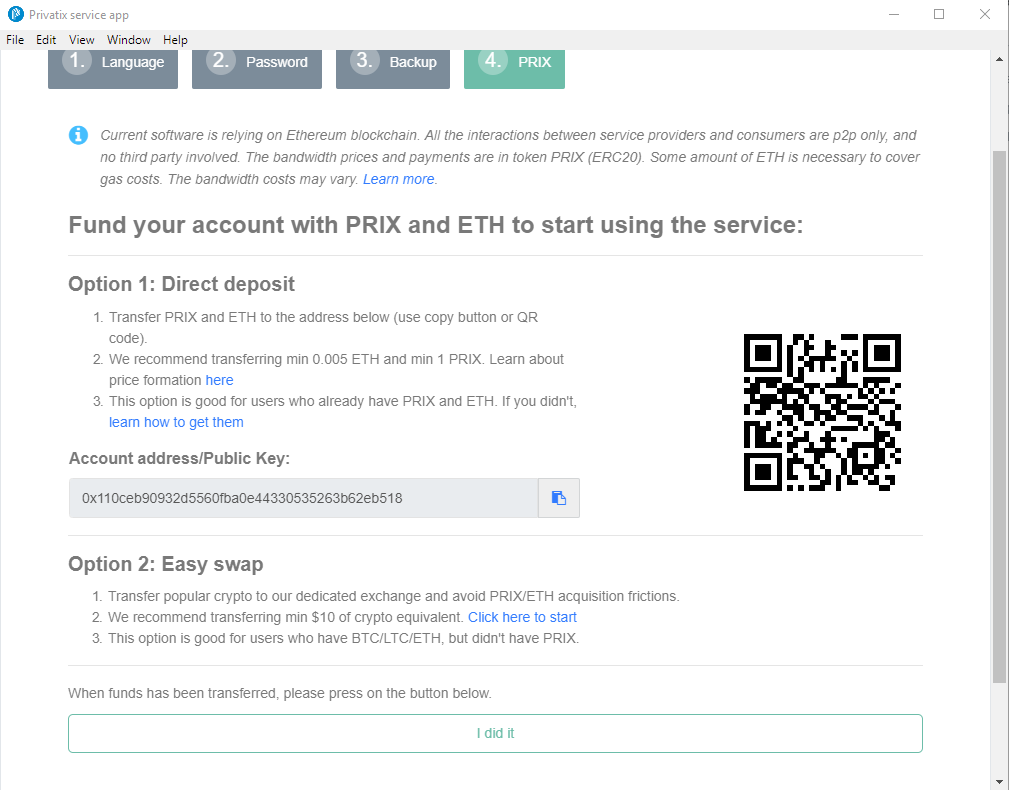 Privatix service app
File Edit View Window Help
1. Language 2. Password 3. Backup 4. PRIX
Current software is relying on Ethereum blockchain. All the interactions between service providers and consumers are p2p only, and
no third party involved. The bandwidth prices and payments are in token PRIX (ERC20). Some amount of ETH is necessary to cover
gas costs. The bandwidth costs may vary. Learn more.
Fund your account with PRIX and ETH to start using the service:
Option 1: Direct deposit
1. Transfer PRIX and ETH to the address below (use copy button or QR
code).
2. We recommend transferring min 0.005 ETH and min 1 PRIX. Learn about
price formation here
3. This option is good for users who already have PRIX and ETH. If you didn't,
learn how to get them
Account address/Public Key:
0x110ceb90932d5560fba0e44330535263b62eb518
Option 2: Easy swap
1. Transfer popular crypto to our dedicated exchange and avoid PRIX/ETH acquisition frictions.
2. We recommend transferring min $10 of crypto equivalent. Click here to start
3. This option is good for users who have BTC/LTC/ETH, but didn't have PRIX.
When funds has been transferred, please press on the button below.
I did it